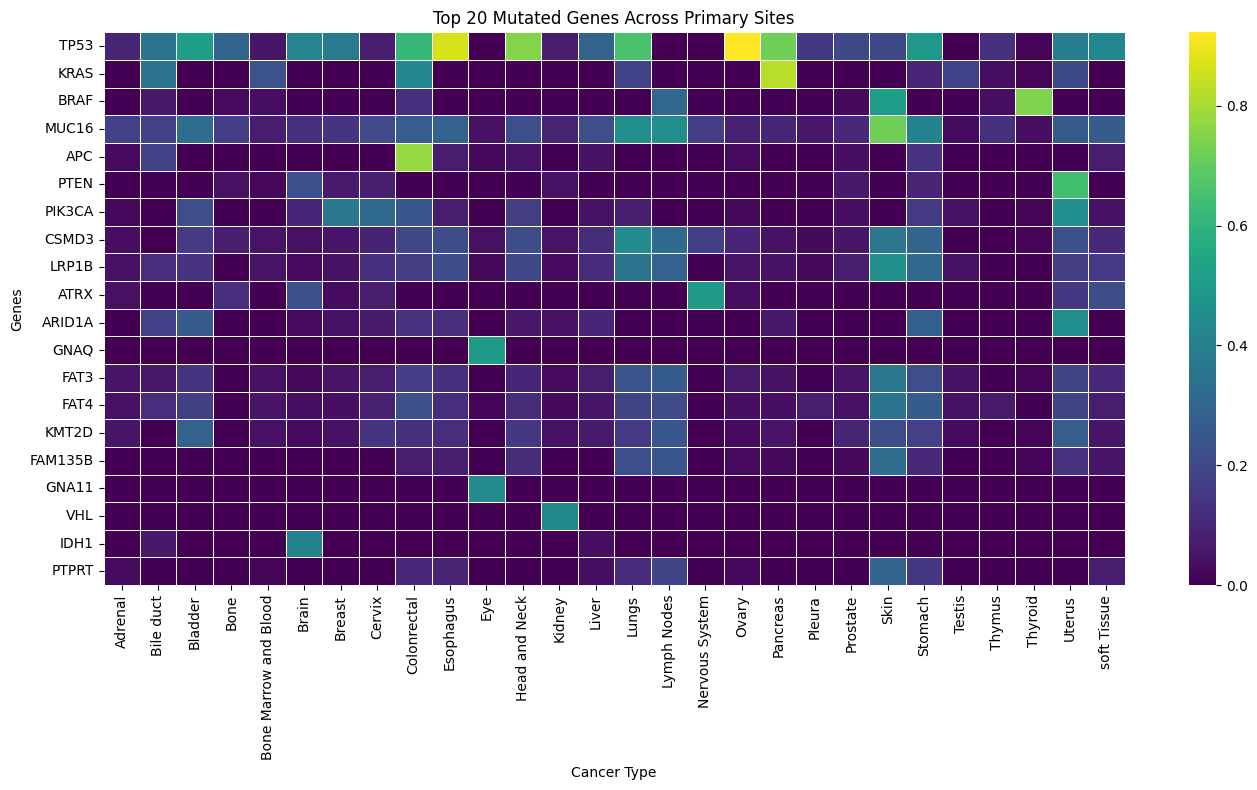 Top 20 Mutated Genes Across Primary Sites
Genes
TP53
KRAS
BRAF
MUC16
APC
PTEN
PIK3CA
CSMD3
LRP1B
ATRX
ARID1A
GNAQ
FAT3
FAT4
KMT2D
FAM135B
GNA11
VHL
IDH1
PTPRT
Adrenal
Bile duct
Bladder
Bone
Bone Marrow and Blood
Brain
Breast
Cervix
Colonrectal
Esophagus
Eye
Head and Neck
Kidney
Liver
Lungs
Lymph Nodes
Nervous System
Ovary
Pancreas
Pleura
Prostate
Skin
Stomach
Testis
Thymus
Thyroid
Uterus
soft Tissue
Cancer Type
0.8
0.6
0.4
0.2
0.0